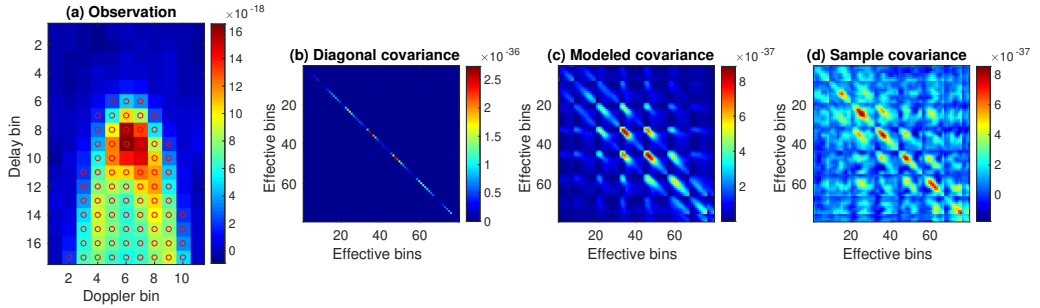 (a) Observation
×10⁻¹⁸
2
4
6
8
10
12
14
16
Delay bin
2 4 6 8 10
Doppler bin
16
14
12
10
8
6
4
2
0
(b) Diagonal covariance
×10⁻³⁶
20
40
60
Effective bins
20 40 60
Effective bins
2.5
2
1.5
1
0.5
0
(c) Modeled covariance
×10⁻³⁷
20
40
60
Effective bins
20 40 60
Effective bins
8
6
4
2
(d) Sample covariance
×10⁻³⁷
20
40
60
Effective bins
20 40 60
Effective bins
8
6
4
2
0